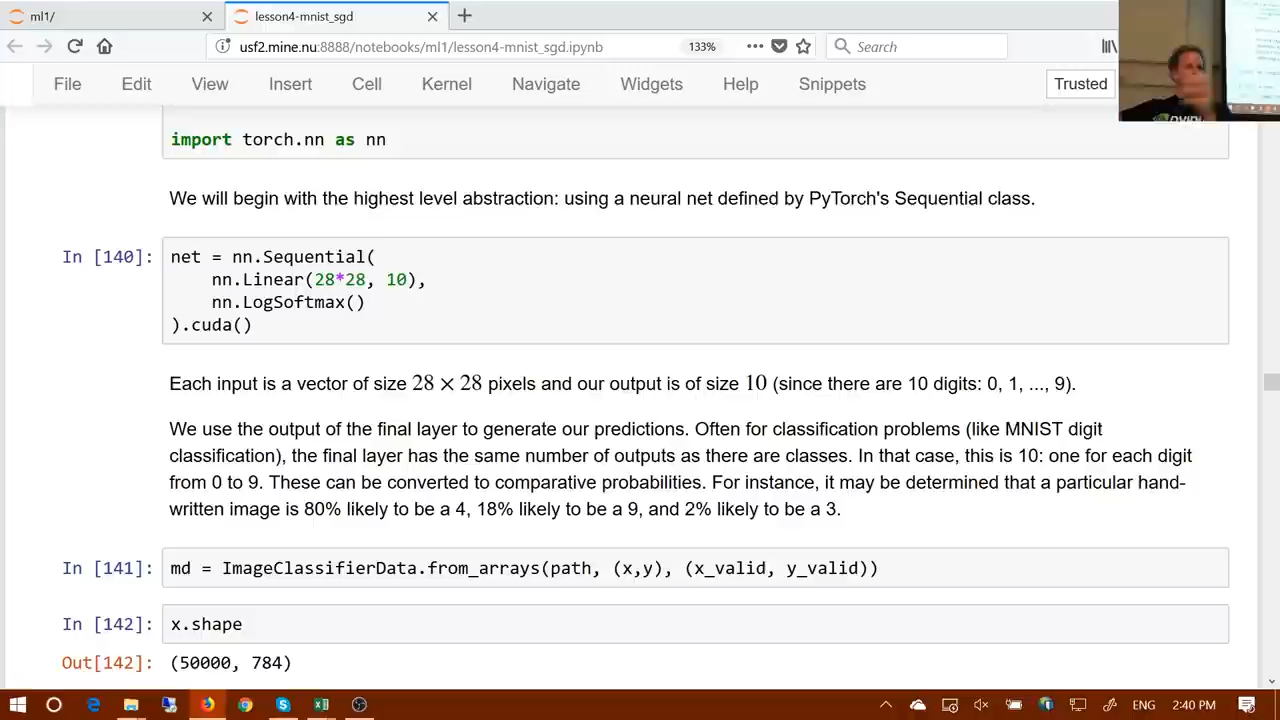 ml1/
lesson4-mnist_sgd
usf2.mine.nu:8888/notebooks/ml1/lesson4-mnist_sgd.ipynb
133%
Search
File Edit View Insert Cell Kernel Navigate Widgets Help Snippets
Trusted
import torch.nn as nn
We will begin with the highest level abstraction: using a neural net defined by PyTorch's Sequential class.
In [140]: net = nn.Sequential(
nn.Linear(28*28, 10),
nn.LogSoftmax()
).cuda()
Each input is a vector of size 28 × 28 pixels and our output is of size 10 (since there are 10 digits: 0, 1, ..., 9).
We use the output of the final layer to generate our predictions. Often for classification problems (like MNIST digit
classification), the final layer has the same number of outputs as there are classes. In that case, this is 10: one for each digit
from 0 to 9. These can be converted to comparative probabilities. For instance, it may be determined that a particular hand-
written image is 80% likely to be a 4, 18% likely to be a 9, and 2% likely to be a 3.
In [141]: md = ImageClassifierData.from_arrays(path, (x,y), (x_valid, y_valid))
In [142]: x.shape
Out[142]: (50000, 784)
ENG
2:40 PM